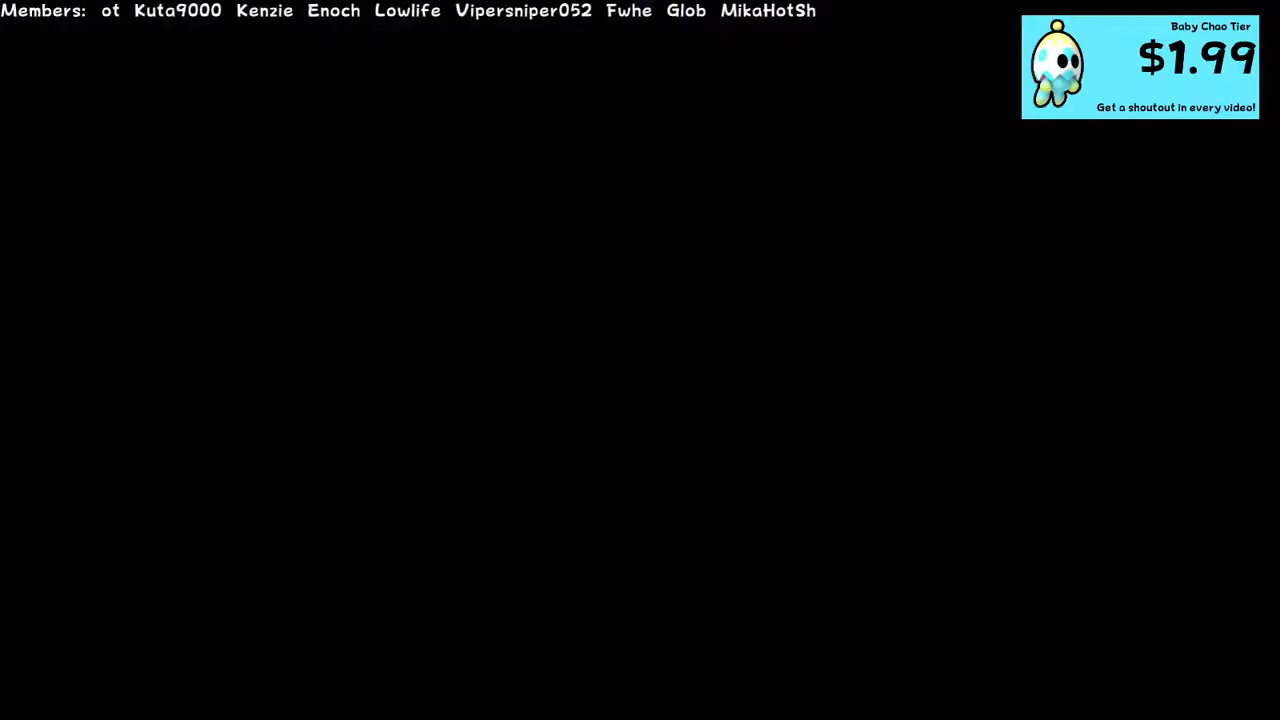 Members: ot Kuta9000 Kenzie Enoch Lowlife Vipersniper052 Fwhe Glob MikaHotSh
Baby Chao Tier
$1.99
Get a shoutout in every video!